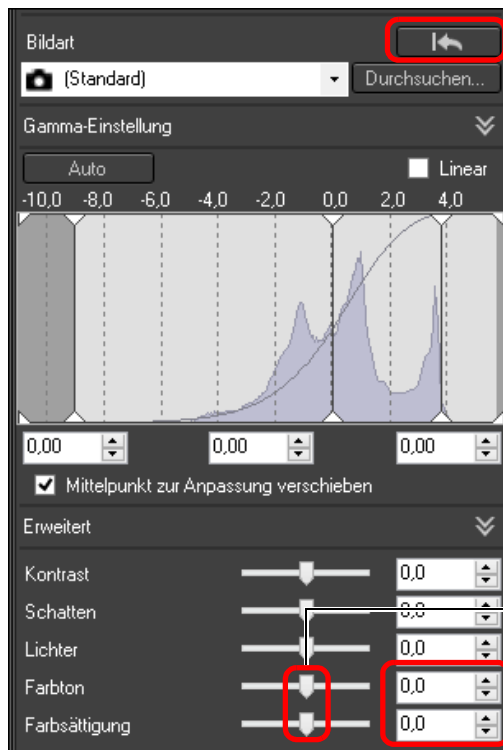 Bildart
(Standard) Durchsuchen...
Gamma-Einstellung
Auto Linear
-10,0 -8,0 -6,0 -4,0 -2,0 0,0 2,0 4,0
0,00 0,00 0,00
Mittelpunkt zur Anpassung verschieben
Erweitert
Kontrast 0,0
Schatten 0,0
Lichter 0,0
Farbton 0,0
Farbsättigung 0,0